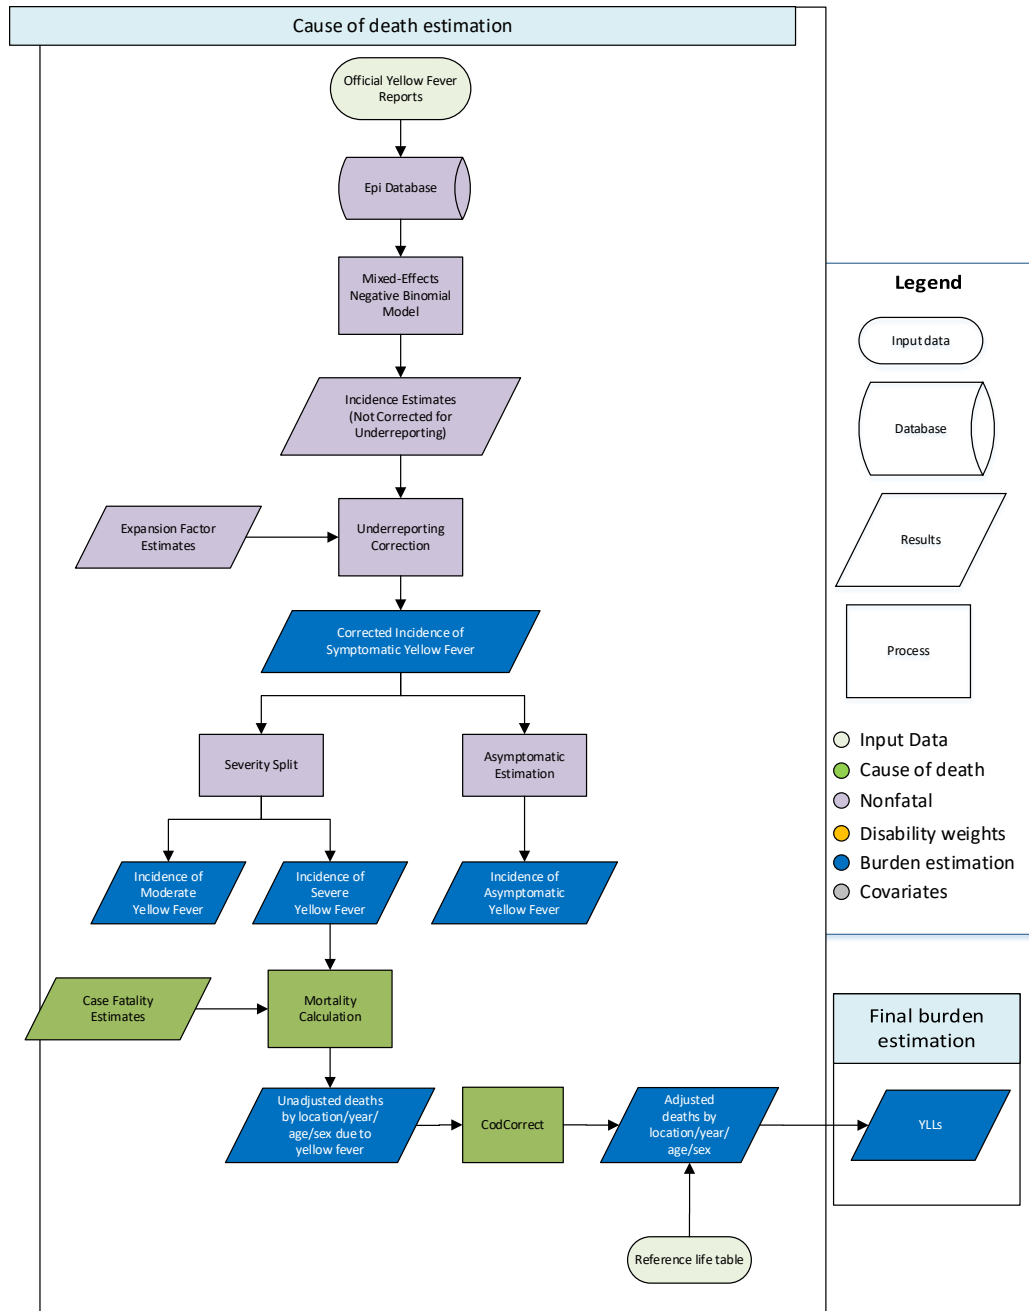 Cause of death estimation
Official Yellow Fever
Reports
Epi Database
Mixed-Effects
Negative Binomial
Model
Incidence Estimates
(Not Corrected for
Underreporting)
Expansion Factor
Estimates
Underreporting
Correction
Corrected Incidence of
Symptomatic Yellow Fever
Severity Split
Asymptomatic
Estimation
Incidence of
Moderate
Yellow Fever
Incidence of
Severe
Yellow Fever
Incidence of
Asymptomatic
Yellow Fever
Case Fatality
Estimates
Mortality
Calculation
Unadjusted deaths
by location/year/
age/sex due to
yellow fever
CodCorrect
Adjusted
deaths by
location/year/
age/sex
Reference life table
Legend
Input data
Database
Results
Process
Input Data
Cause of death
Nonfatal
Disability weights
Burden estimation
Covariates
Final burden
estimation
YLLs